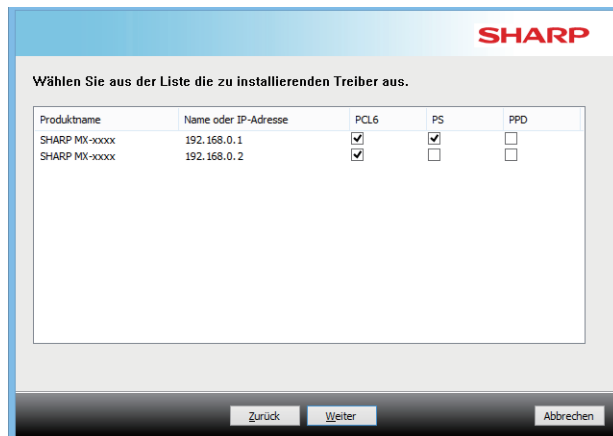 SHARP
Wählen Sie aus der Liste die zu installierenden Treiber aus.
Produktname Name oder IP-Adresse PCL6 PS PPD
SHARP MX-xxxx 192.168.0.1
SHARP MX-xxxx 192.168.0.2
Zurück Weiter Abbrechen